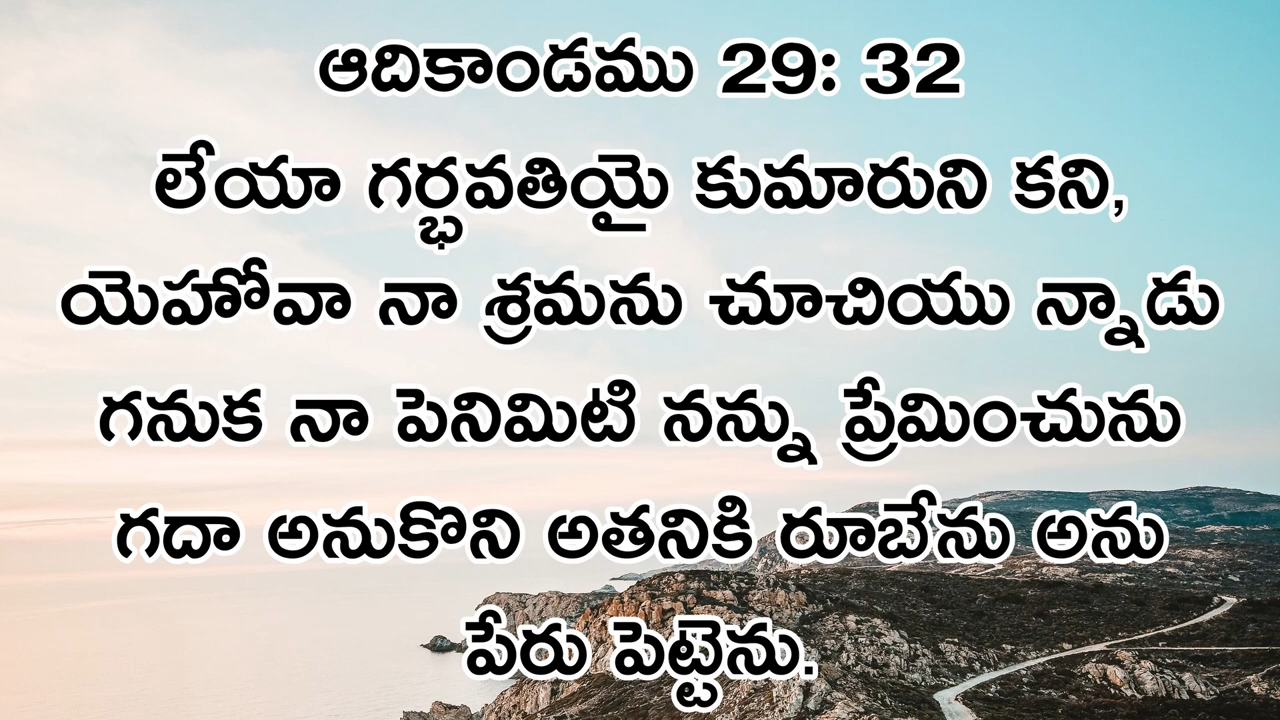 ఆదికాండము 29: 32
లేయా గర్భవతియై కుమారుని కని,
యెహోవా నా శ్రమను చూచియు న్నాడు
గనుక నా పెనిమిటి నన్ను ప్రేమించును
గదా అనుకొని అతనికి రూబేను అను
పేరు పెట్టెను.